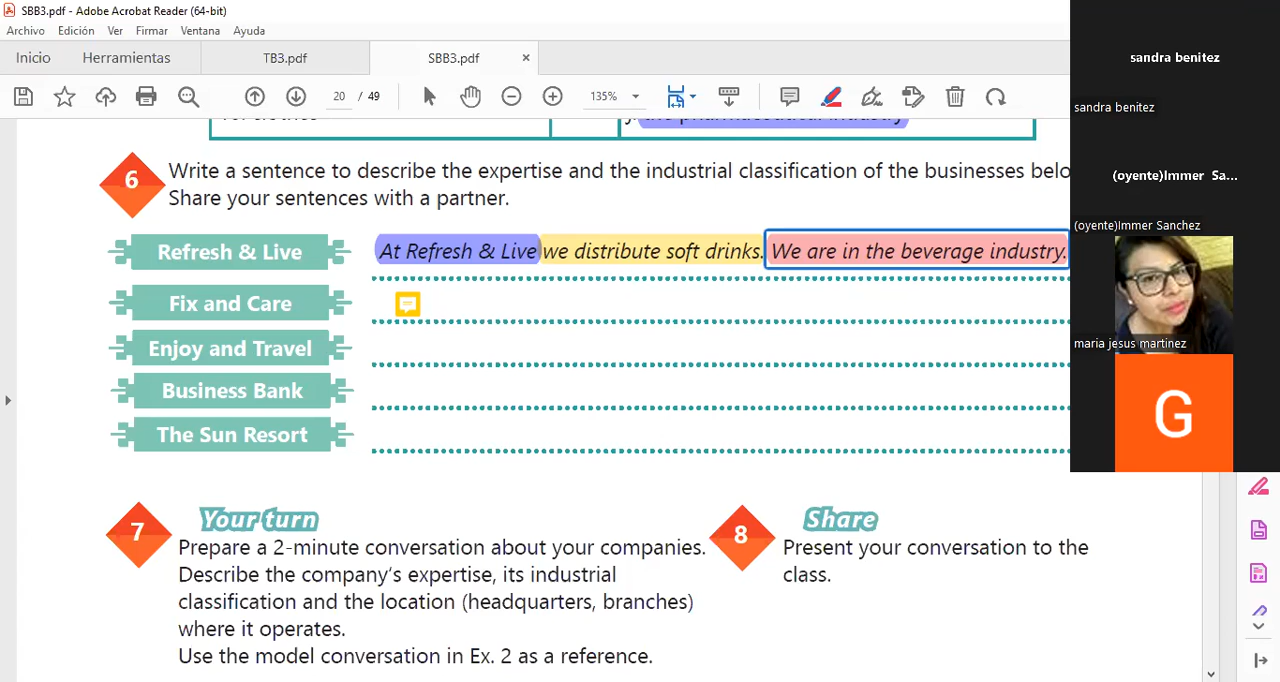 SBB3.pdf - Adobe Acrobat Reader (64-bit)
Archivo Edición Ver Firmar Ventana Ayuda
Inicio Herramientas TB3.pdf SBB3.pdf ×
20 / 49 135%
the pharmaceutical industry
6 Write a sentence to describe the expertise and the industrial classification of the businesses belo
Share your sentences with a partner.
Refresh & Live At Refresh & Live we distribute soft drinks. We are in the beverage industry.
Fix and Care
Enjoy and Travel
Business Bank
The Sun Resort
7 Your turn
Prepare a 2-minute conversation about your companies.
Describe the company's expertise, its industrial
classification and the location (headquarters, branches)
where it operates.
Use the model conversation in Ex. 2 as a reference.
8 Share
Present your conversation to the
class.
sandra benitez
sandra benitez
(oyente)Immer Sa...
(oyente)Immer Sanchez
maria jesus martinez
G